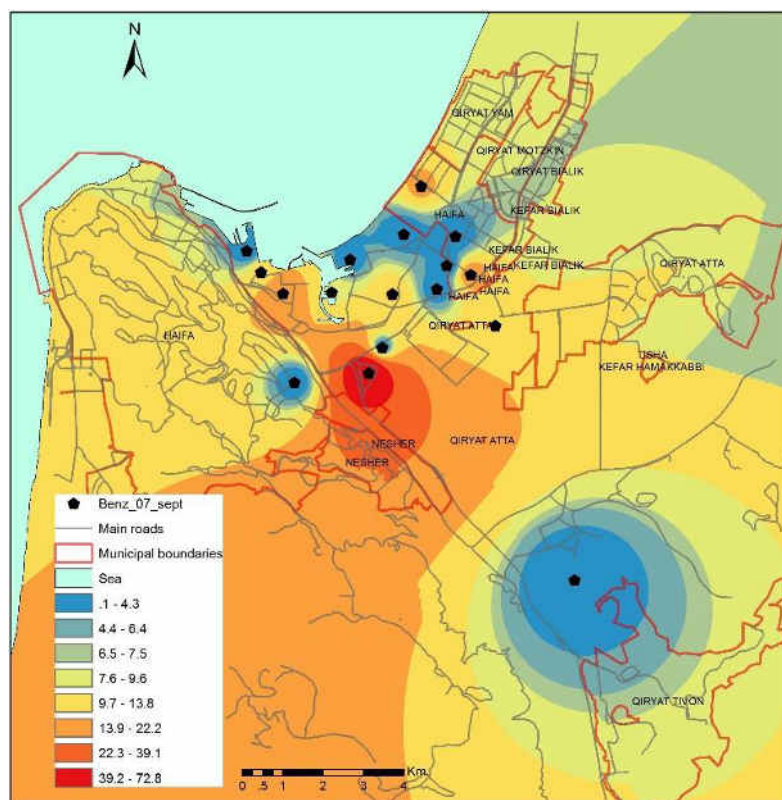 N
QIRYAT YAM
QIRYAT MOTZKIN
QIRYAT BIALIK
HAIFA
KEFAR BIALIK
KEFAR BIALIK
HAIFA
KEFAR BIALIK
QIRYAT ATTA
HAIFA
HAIFA
HAIFA
QIRYAT ATTA
HAIFA
USHA
KEFAR HAMAKKABBI
NESHER
QIRYAT ATTA
NESHER
QIRYAT TIVON
Benz_07_sept
Main roads
Municipal boundaries
Sea
.1 - 4.3
4.4 - 6.4
6.5 - 7.5
7.6 - 9.6
9.7 - 13.8
13.9 - 22.2
22.3 - 39.1
39.2 - 72.8
Km
0 .5 1 2 3 4